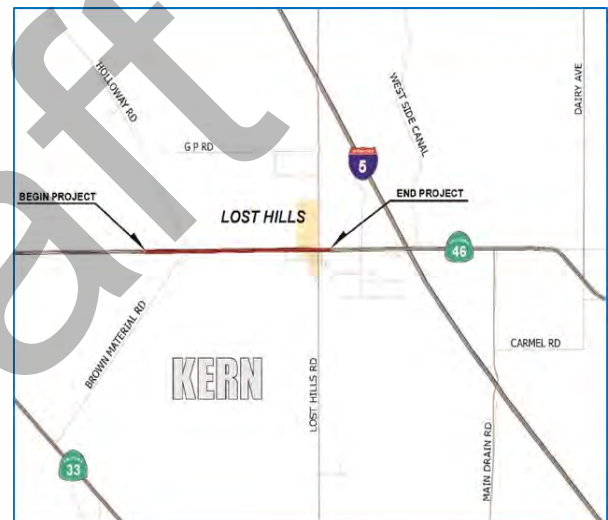 HOLLOWAY RD
WEST SIDE CANAL
DAIRY AVE
G P RD
5
BEGIN PROJECT
LOST HILLS
END PROJECT
46
BROWN MATERIAL RD
KERN
LOST HILLS RD
CARMEL RD
MAIN DRAIN RD
33